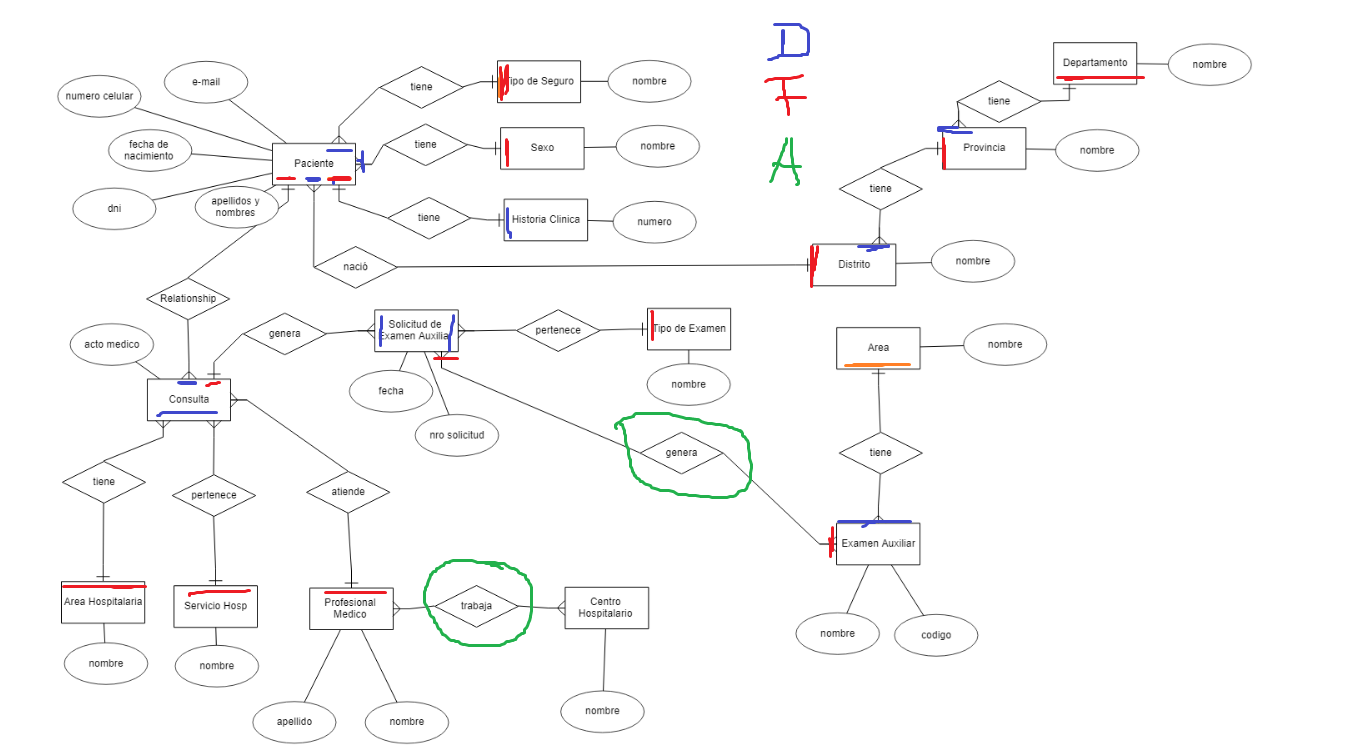 D
F
A
Departamento
nombre
tiene
e-mail
numero celular
tiene
Tipo de Seguro
nombre
fecha de
nacimiento
Paciente
tiene
Sexo
nombre
Provincia
nombre
tiene
dni
apellidos y
nombres
tiene
Historia Clinica
numero
nació
Distrito
nombre
Relationship
acto medico
genera
Solicitud de
Examen Auxiliar
pertenece
Tipo de Examen
Area
nombre
fecha
nombre
Consulta
nro solicitud
genera
tiene
tiene
pertenece
atiende
Examen Auxiliar
Area Hospitalaria
Servicio Hosp
Profesional
Medico
trabaja
Centro
Hospitalario
nombre
codigo
nombre
nombre
apellido
nombre
nombre